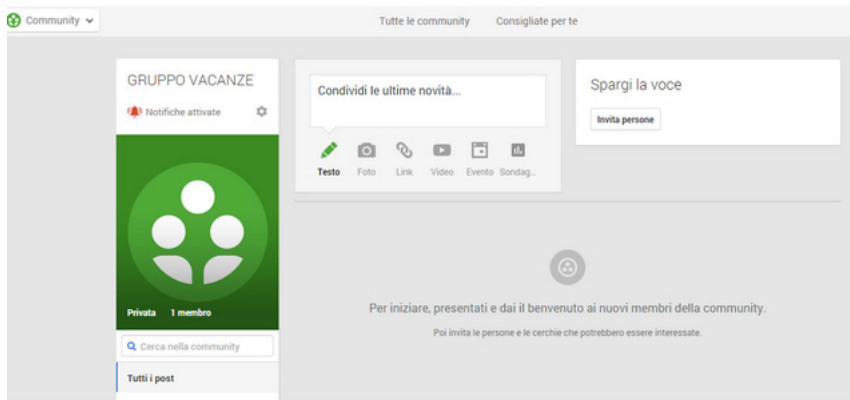 Community
Tutte le community
Consigliate per te
GRUPPO VACANZE
Notifiche attivate
Privata 1 membro
Cerca nella community
Tutti i post
Condividi le ultime novità...
Testo Foto Link Video Evento Sondag...
Spargi la voce
Invita persone
Per iniziare, presentati e dai il benvenuto ai nuovi membri della community.
Poi invita le persone e le cerchie che potrebbero essere interessate.